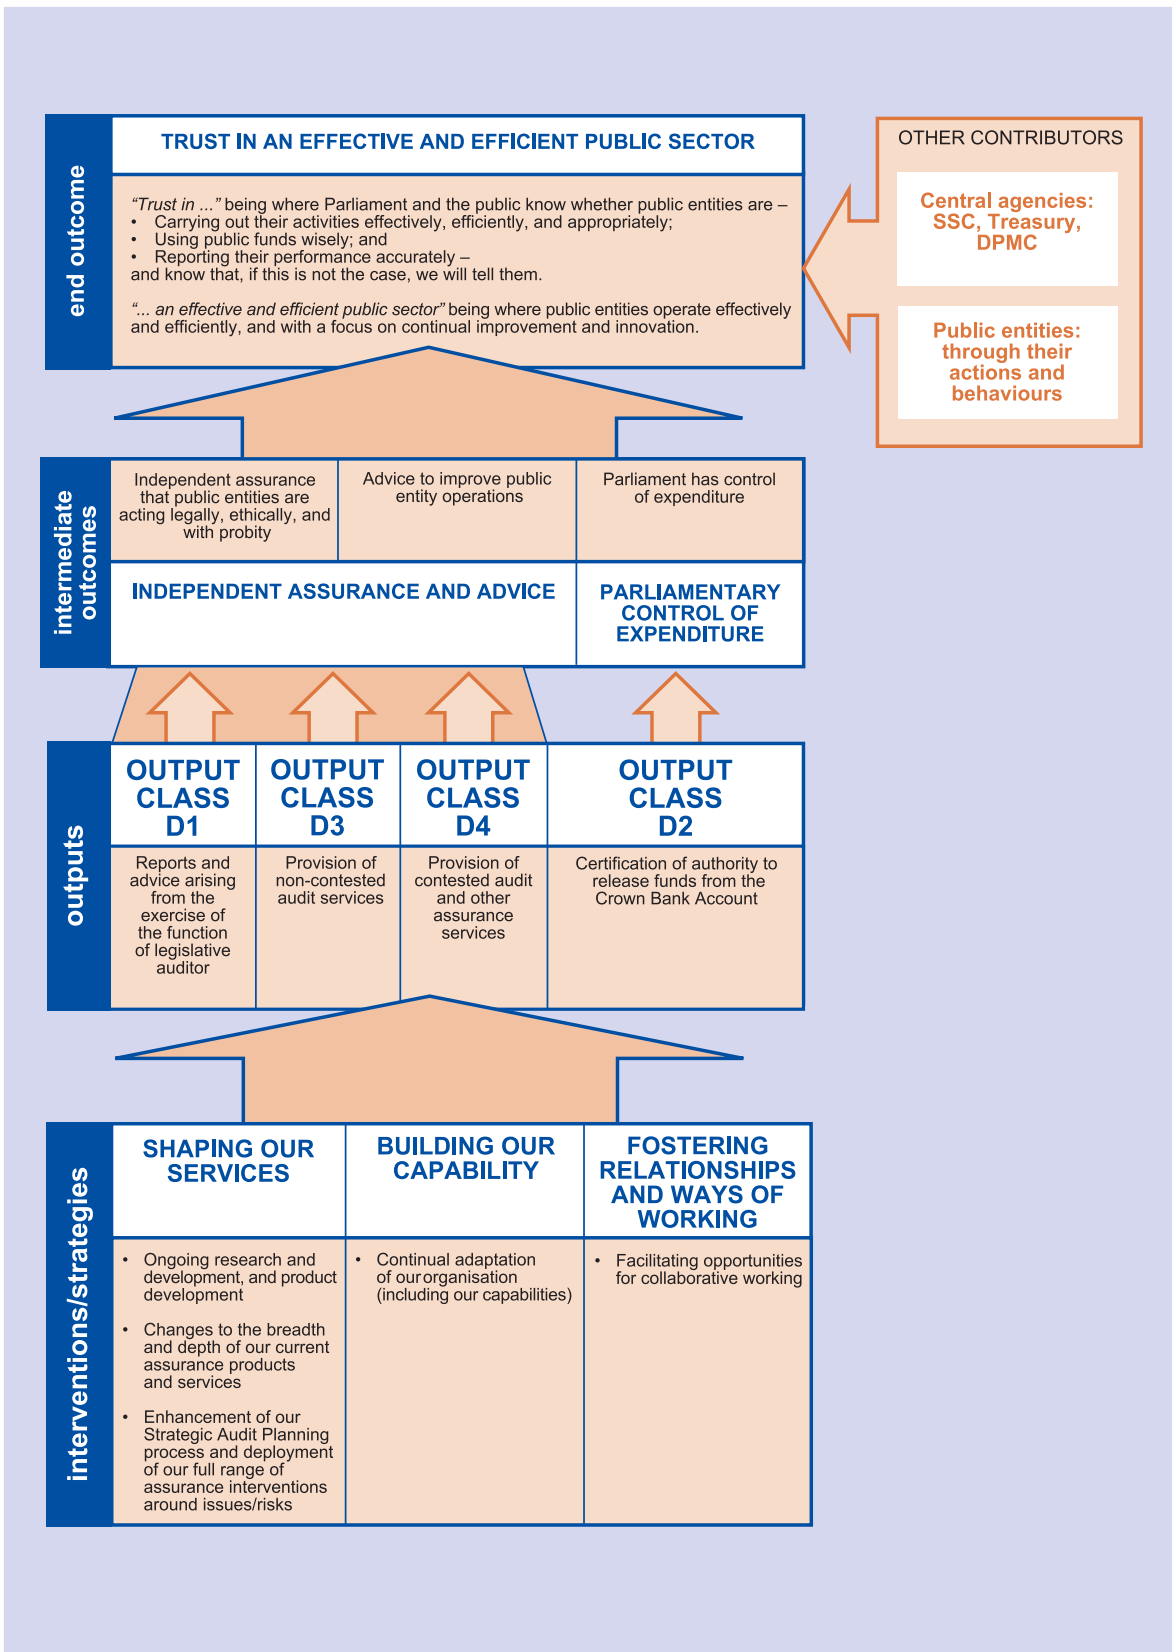 end outcome
TRUST IN AN EFFECTIVE AND EFFICIENT PUBLIC SECTOR
“Trust in ...” being where Parliament and the public know whether public entities are –
• Carrying out their activities effectively, efficiently, and appropriately;
• Using public funds wisely; and
• Reporting their performance accurately –
and know that, if this is not the case, we will tell them.
“... an effective and efficient public sector” being where public entities operate effectively
and efficiently, and with a focus on continual improvement and innovation.
OTHER CONTRIBUTORS
Central agencies:
SSC, Treasury,
DPMC
Public entities:
through their
actions and
behaviours
intermediate
outcomes
Independent assurance
that public entities are
acting legally, ethically, and
with probity
Advice to improve public
entity operations
Parliament has control
of expenditure
INDEPENDENT ASSURANCE AND ADVICE
PARLIAMENTARY
CONTROL OF
EXPENDITURE
outputs
OUTPUT
CLASS
D1
OUTPUT
CLASS
D3
OUTPUT
CLASS
D4
OUTPUT
CLASS
D2
Reports and
advice arising
from the
exercise of
the function
of legislative
auditor
Provision of
non-contested
audit services
Provision of
contested audit
and other
assurance
services
Certification of authority to
release funds from the
Crown Bank Account
interventions/strategies
SHAPING OUR
SERVICES
BUILDING OUR
CAPABILITY
FOSTERING
RELATIONSHIPS
AND WAYS OF
WORKING
• Ongoing research and
development, and product
development
• Changes to the breadth
and depth of our current
assurance products
and services
• Enhancement of our
Strategic Audit Planning
process and deployment
of our full range of
assurance interventions
around issues/risks
• Continual adaptation
of our organisation
(including our capabilities)
• Facilitating opportunities
for collaborative working